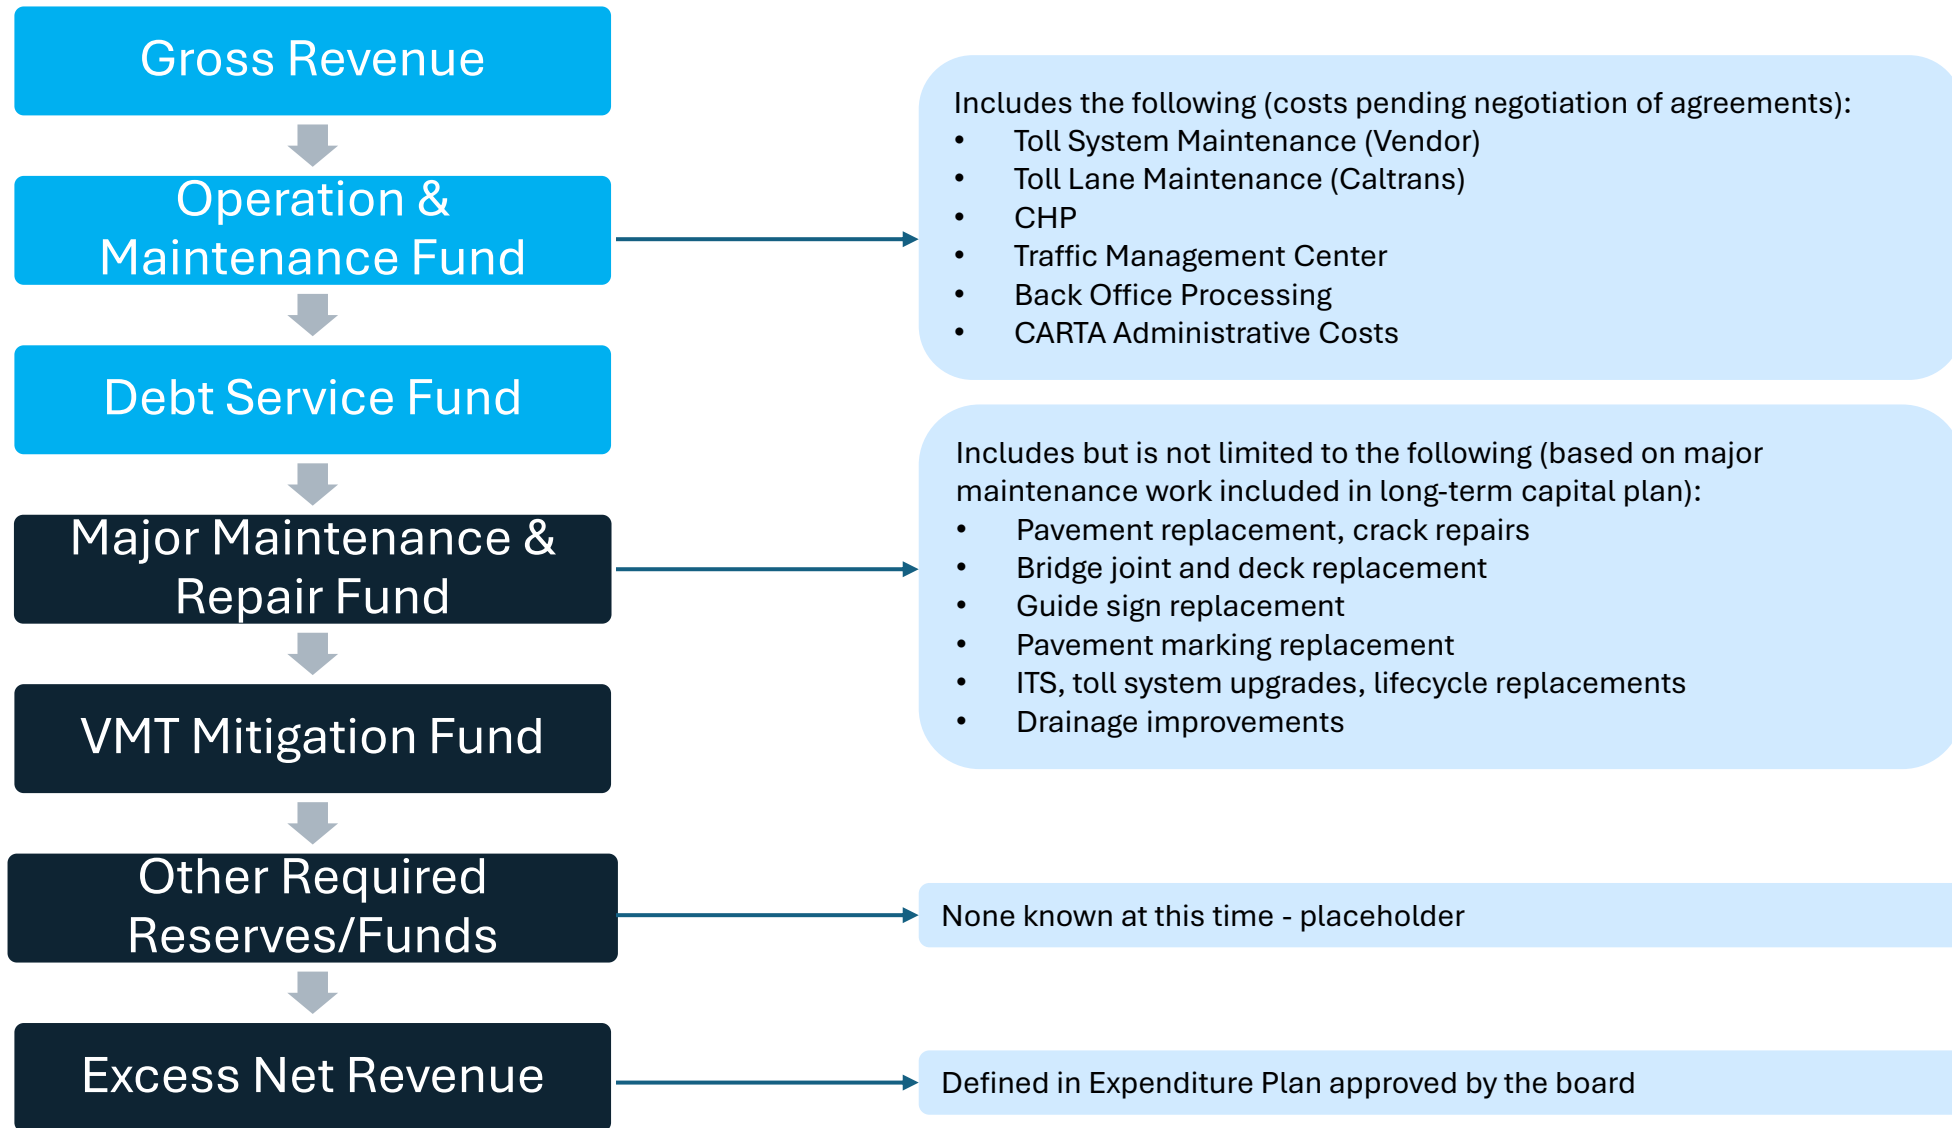 Gross Revenue
Operation &
Maintenance Fund
Includes the following (costs pending negotiation of agreements):
• Toll System Maintenance (Vendor)
• Toll Lane Maintenance (Caltrans)
• CHP
• Traffic Management Center
• Back Office Processing
• CARTA Administrative Costs
Debt Service Fund
Major Maintenance &
Repair Fund
Includes but is not limited to the following (based on major
maintenance work included in long-term capital plan):
• Pavement replacement, crack repairs
• Bridge joint and deck replacement
• Guide sign replacement
• Pavement marking replacement
• ITS, toll system upgrades, lifecycle replacements
• Drainage improvements
VMT Mitigation Fund
Other Required
Reserves/Funds
None known at this time - placeholder
Excess Net Revenue
Defined in Expenditure Plan approved by the board